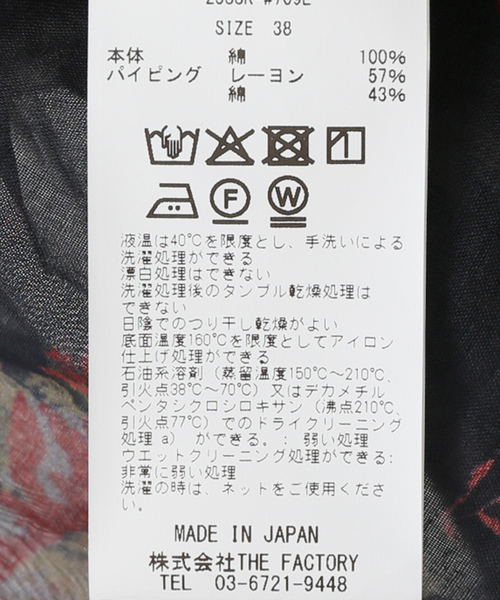 SIZE 38
本体 綿 100%
パイピング レーヨン 57%
綿 43%
F W
液温は40℃を限度とし、手洗いによる
洗濯処理ができる
漂白処理はできない
洗濯処理後のタンブル乾燥処理は
できない
日陰でのつり干し乾燥がよい
底面温度160℃を限度としてアイロン
仕上げ処理ができる
石油系溶剤(蒸留温度150℃～210℃、
引火点38℃～70℃)又はデカメチル
ペンタシクロシロキサン(沸点210℃、
引火点77℃)でのドライクリーニング
処理 a) ができる。: 弱い処理
ウエットクリーニング処理ができる:
非常に弱い処理
洗濯の時は、ネットをご使用くださ
い。
MADE IN JAPAN
株式会社THE FACTORY
TEL 03-6721-9448